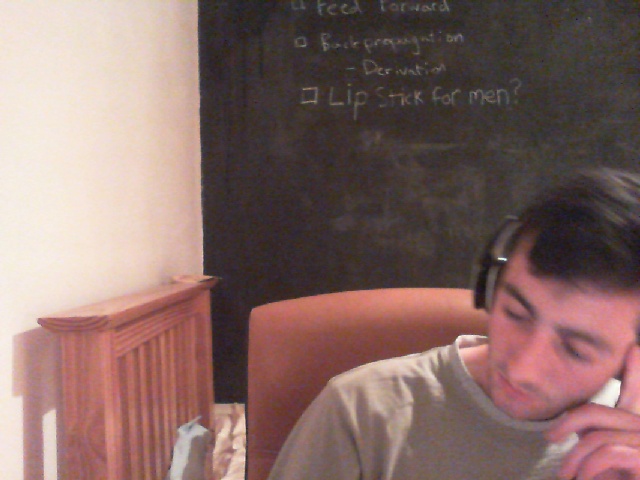 Feed Forward
Backpropagation
- Derivation
Lip Stick for men?